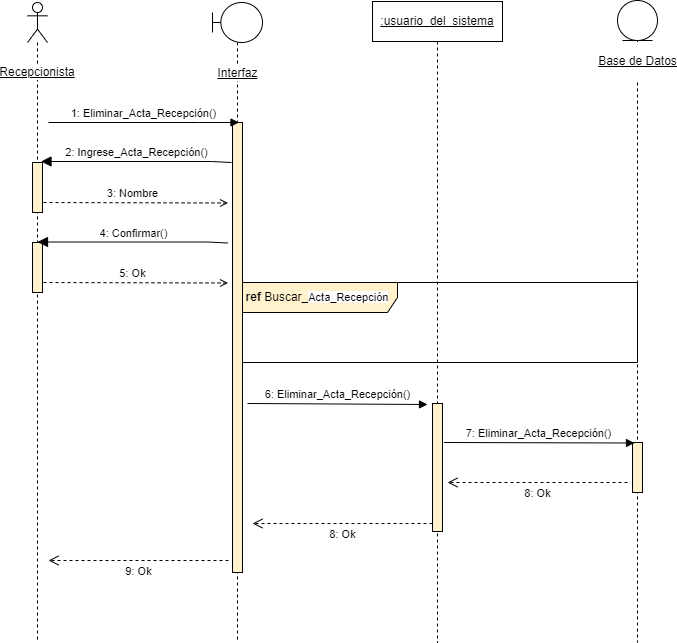 :usuario_del_sistema
Base de Datos
Recepcionista
Interfaz
1: Eliminar_Acta_Recepción()
2: Ingrese_Acta_Recepción()
3: Nombre
4: Confirmar()
5: Ok
ref Buscar_Acta_Recepción
6: Eliminar_Acta_Recepción()
7: Eliminar_Acta_Recepción()
8: Ok
8: Ok
9: Ok